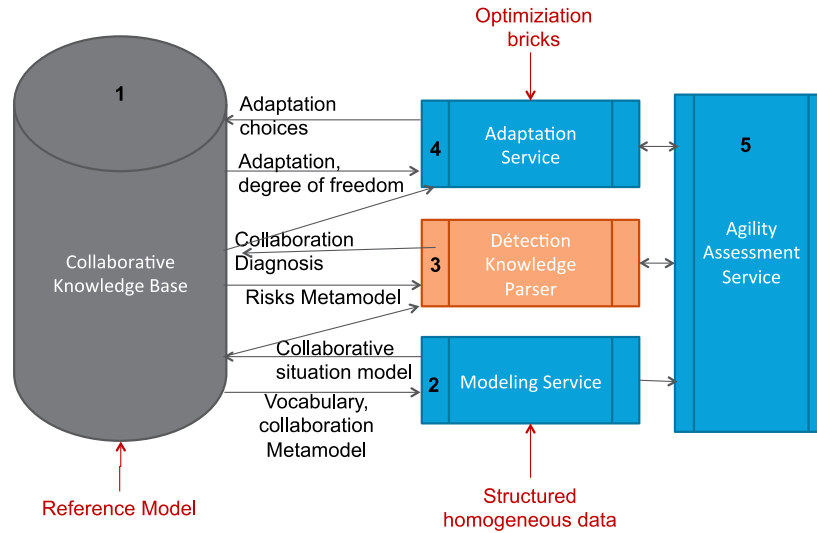 Optimiziation
bricks
1
Adaptation
choices
4
Adaptation
Service
5
Adaptation,
degree of freedom
Collaborative
Knowledge Base
Collaboration
Diagnosis
3
Détection
Knowledge
Parser
Agility
Assessment
Service
Risks Metamodel
Collaborative
situation model
2
Modeling Service
Vocabulary,
collaboration
Metamodel
Reference Model
Structured
homogeneous data